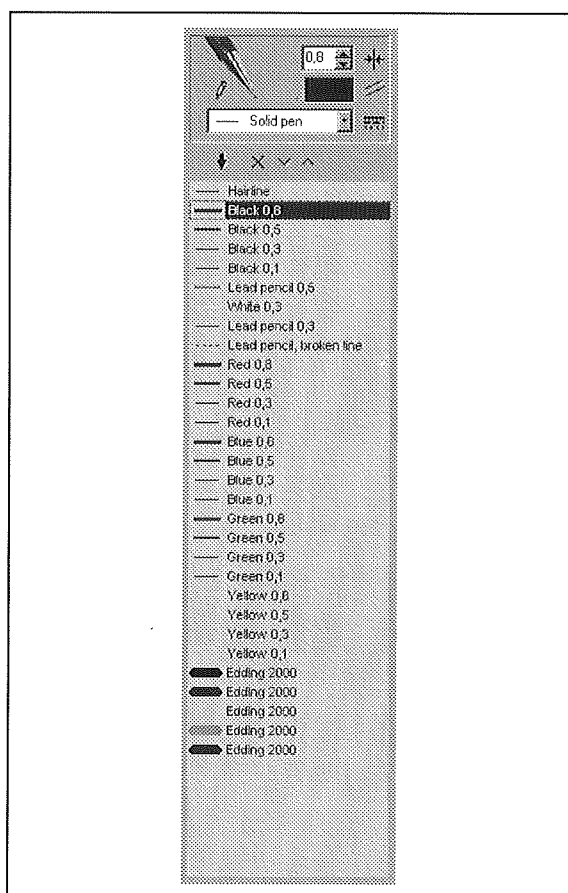 0,8
Solid pen
Hairline
Black 0,8
Black 0,5
Black 0,3
Black 0,1
Lead pencil 0,5
White 0,3
Lead pencil 0,3
Lead pencil, broken line
Red 0,8
Red 0,5
Red 0,3
Red 0,1
Blue 0,8
Blue 0,5
Blue 0,3
Blue 0,1
Green 0,8
Green 0,5
Green 0,3
Green 0,1
Yellow 0,8
Yellow 0,5
Yellow 0,3
Yellow 0,1
Edding 2000
Edding 2000
Edding 2000
Edding 2000
Edding 2000